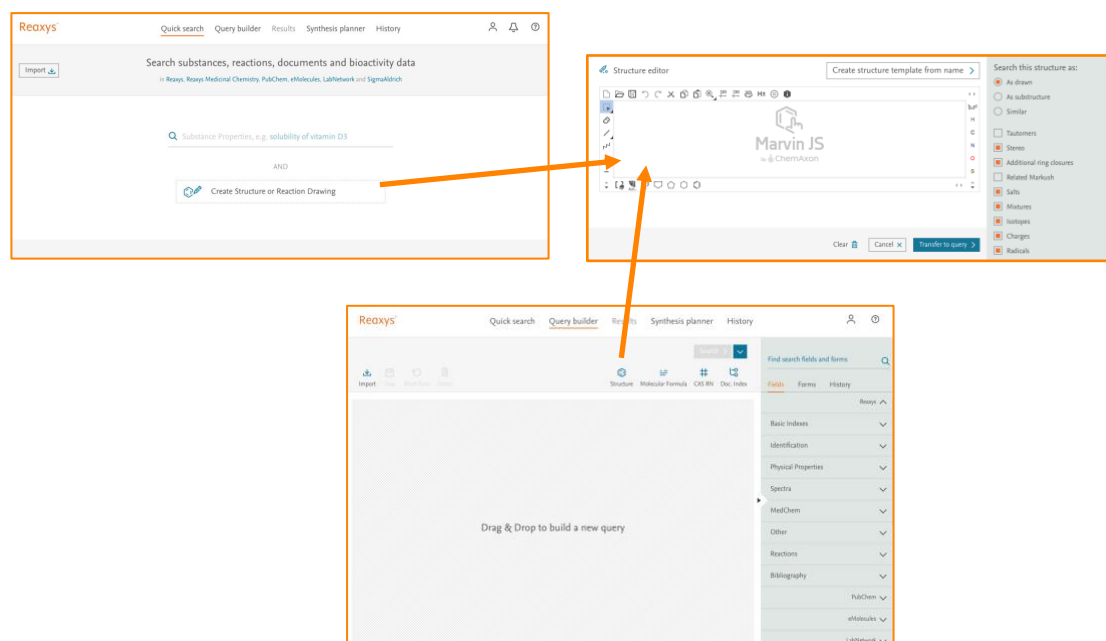 Reaxys
Quick search Query builder Results Synthesis planner History
Import
Search substances, reactions, documents and bioactivity data
in Reaxys, Reaxys Medicinal Chemistry, PubChem, eMolecules, LabNetwork and SigmaAldrich
Substance Properties, e.g. solubility of vitamin D3
AND
Create Structure or Reaction Drawing
Structure editor
Create structure template from name
Marvin JS
by ChemAxon
H
C
N
O
S
Clear
Cancel
Transfer to query
Search this structure as:
As drawn
As substructure
Similar
Tautomers
Stereo
Additional ring closures
Related Markush
Salts
Mixtures
Isotopes
Charges
Radicals
Reaxys
Quick search Query builder Results Synthesis planner History
Search
Import
Structure Molecular Formula CAS RN Doc. Index
Drag & Drop to build a new query
Find search fields and forms
Fields Forms History
Reaxys
Basic Indexes
Identification
Physical Properties
Spectra
MedChem
Other
Reactions
Bibliography
PubChem
eMolecules
LabNetwork